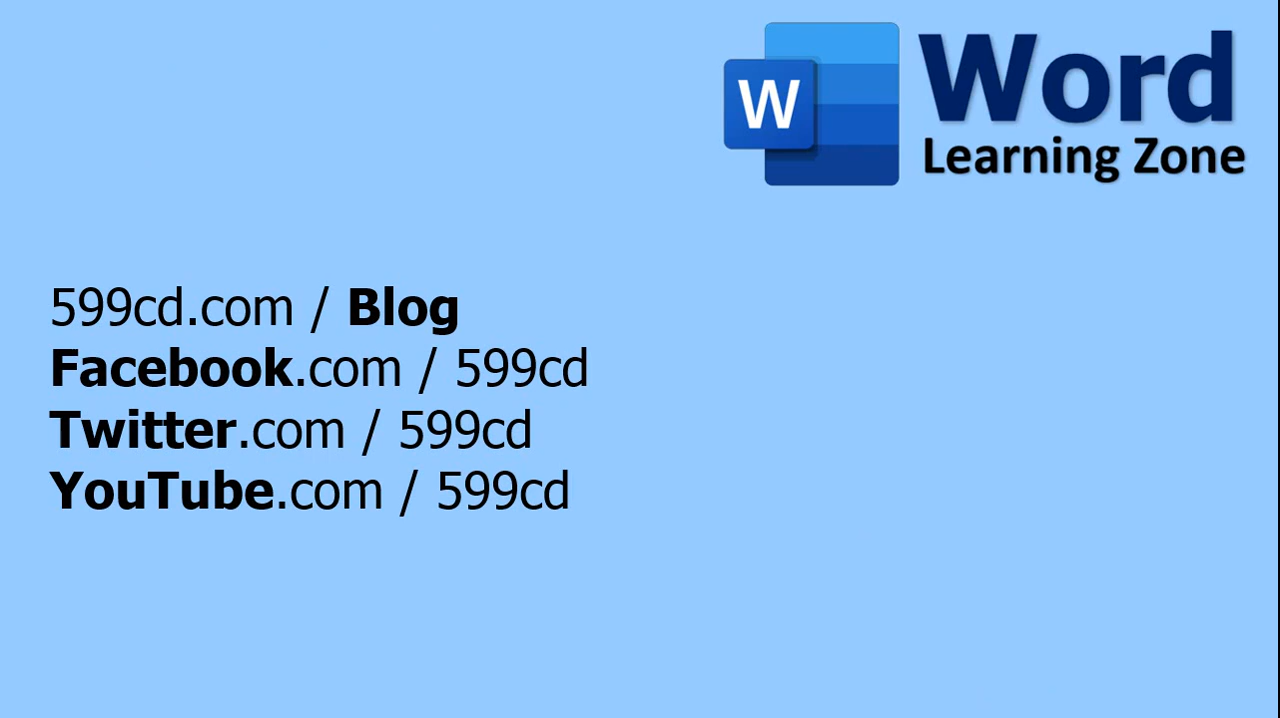 W
Word
Learning Zone
599cd.com / Blog
Facebook.com / 599cd
Twitter.com / 599cd
YouTube.com / 599cd